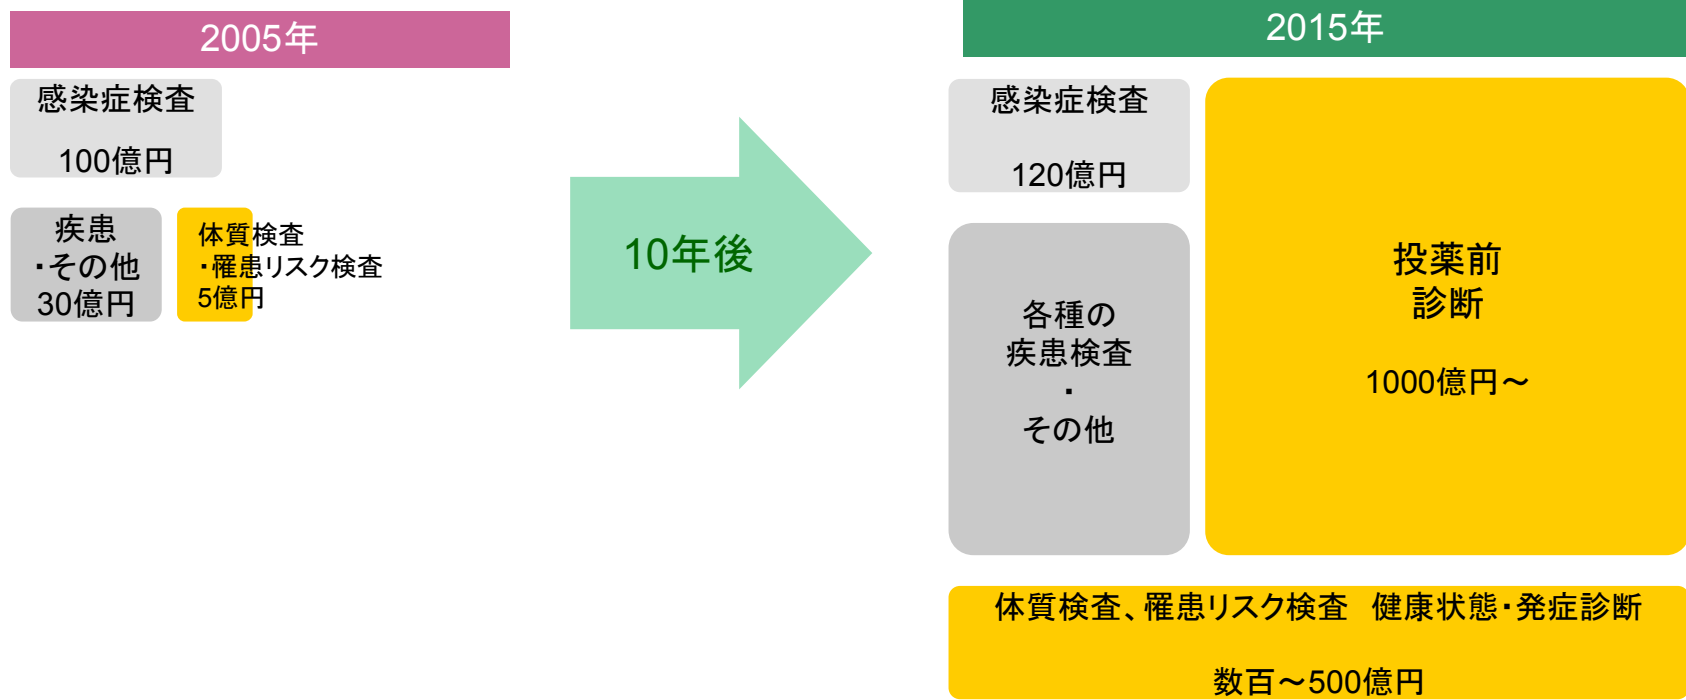 2005年
感染症検査
100億円
疾患
・その他
30億円
体質検査
・罹患リスク検査
5億円
10年後
2015年
感染症検査
120億円
各種の
疾患検査
・
その他
投薬前
診断
1000億円～
体質検査、罹患リスク検査　健康状態・発症診断
数百～500億円